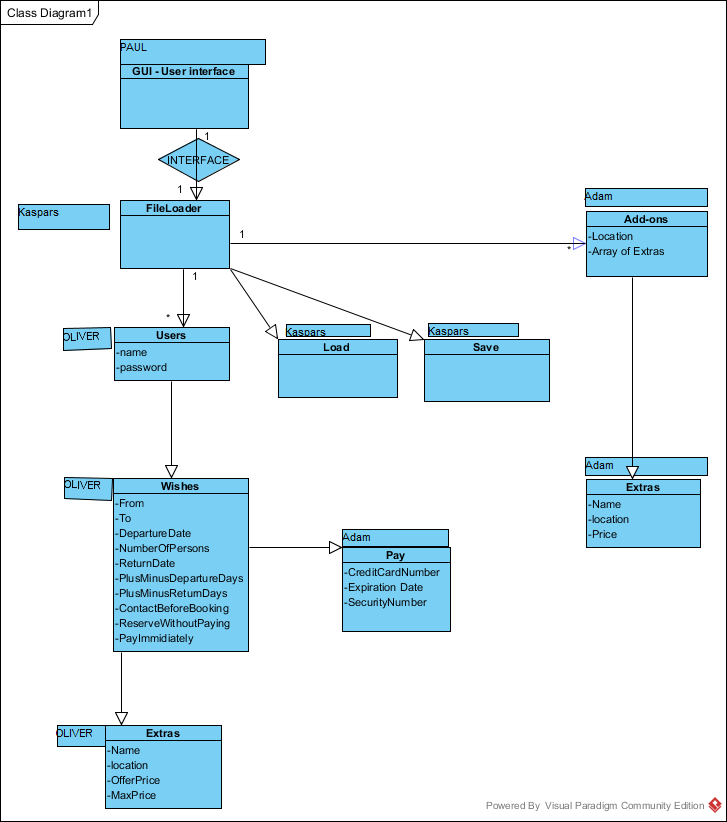 Class Diagram1
PAUL
GUI - User interface
1
INTERFACE
1
Kaspars
FileLoader
1
1
*
Adam
Add-ons
-Location
-Array of Extras
*
OLIVER
Users
-name
-password
Kaspars
Load
Kaspars
Save
OLIVER
Wishes
-From
-To
-DepartureDate
-NumberOfPersons
-ReturnDate
-PlusMinusDepartureDays
-PlusMinusReturnDays
-ContactBeforeBooking
-ReserveWithoutPaying
-PayImmidiately
Adam
Pay
-CreditCardNumber
-Expiration Date
-SecurityNumber
Adam
Extras
-Name
-location
-Price
OLIVER
Extras
-Name
-location
-OfferPrice
-MaxPrice
Powered By Visual Paradigm Community Edition